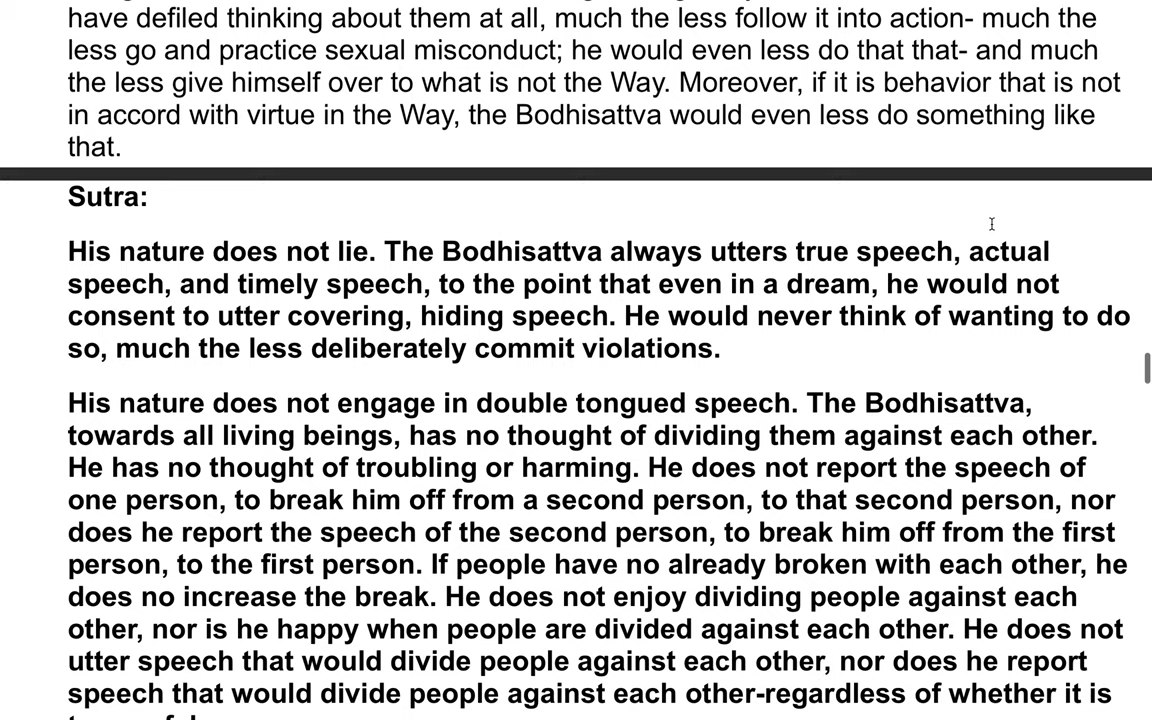 have defiled thinking about them at all, much the less follow it into action- much the
less go and practice sexual misconduct; he would even less do that that- and much
the less give himself over to what is not the Way. Moreover, if it is behavior that is not
in accord with virtue in the Way, the Bodhisattva would even less do something like
that.
Sutra:
His nature does not lie. The Bodhisattva always utters true speech, actual
speech, and timely speech, to the point that even in a dream, he would not
consent to utter covering, hiding speech. He would never think of wanting to do
so, much the less deliberately commit violations.
His nature does not engage in double tongued speech. The Bodhisattva,
towards all living beings, has no thought of dividing them against each other.
He has no thought of troubling or harming. He does not report the speech of
one person, to break him off from a second person, to that second person, nor
does he report the speech of the second person, to break him off from the first
person, to the first person. If people have no already broken with each other, he
does no increase the break. He does not enjoy dividing people against each
other, nor is he happy when people are divided against each other. He does not
utter speech that would divide people against each other, nor does he report
speech that would divide people against each other-regardless of whether it is